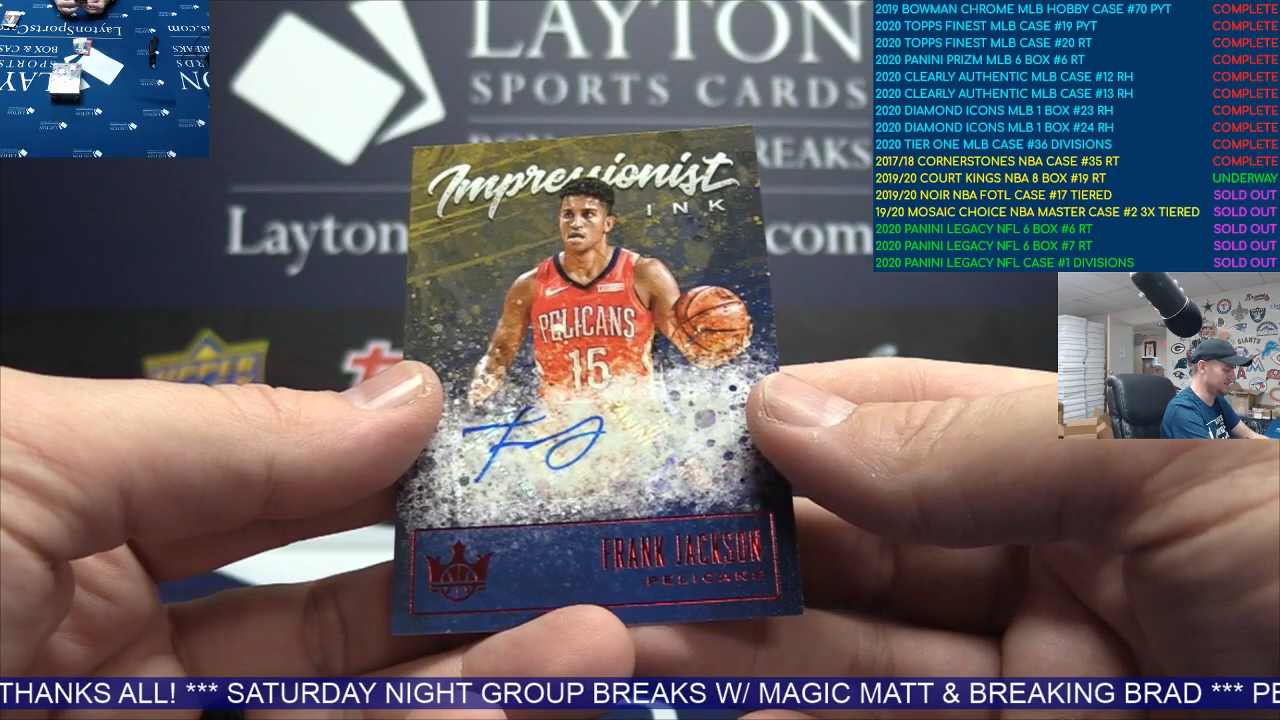 LAYTON
SPORTS CARDS
BREAKS
Layton
com
Impressionist
INK
PELICANS
15
FRANK JACKSON
PELICANS
2019 BOWMAN CHROME MLB HOBBY CASE #70 PYT COMPLETE
2020 TOPPS FINEST MLB CASE #19 PYT COMPLETE
2020 TOPPS FINEST MLB CASE #20 RT COMPLETE
2020 PANINI PRIZM MLB 6 BOX #6 RT COMPLETE
2020 CLEARLY AUTHENTIC MLB CASE #12 RH COMPLETE
2020 CLEARLY AUTHENTIC MLB CASE #13 RH COMPLETE
2020 DIAMOND ICONS MLB 1 BOX #23 RH COMPLETE
2020 DIAMOND ICONS MLB 1 BOX #24 RH COMPLETE
2020 TIER ONE MLB CASE #36 DIVISIONS COMPLETE
2017/18 CORNERSTONES NBA CASE #35 RT COMPLETE
2019/20 COURT KINGS NBA 8 BOX #19 RT UNDERWAY
2019/20 NOIR NBA FOTL CASE #17 TIERED SOLD OUT
19/20 MOSAIC CHOICE NBA MASTER CASE #2 3X TIERED SOLD OUT
2020 PANINI LEGACY NFL 6 BOX #6 RT SOLD OUT
2020 PANINI LEGACY NFL 6 BOX #7 RT SOLD OUT
2020 PANINI LEGACY NFL CASE #1 DIVISIONS SOLD OUT
GIANTS
THANKS ALL! *** SATURDAY NIGHT GROUP BREAKS W/ MAGIC MATT & BREAKING BRAD *** PE